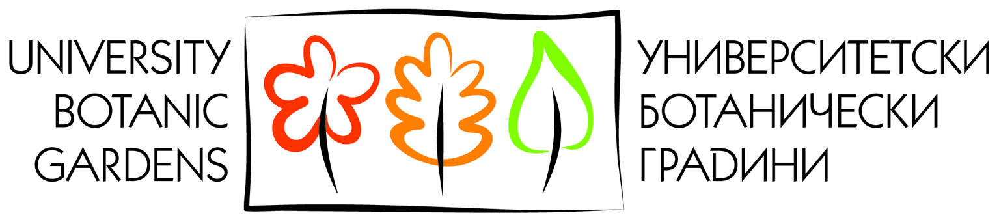 UNIVERSITY
BOTANIC
GARDENS
УНИВЕРСИТЕТСКИ
БОТАНИЧЕСКИ
ГРАДИНИ